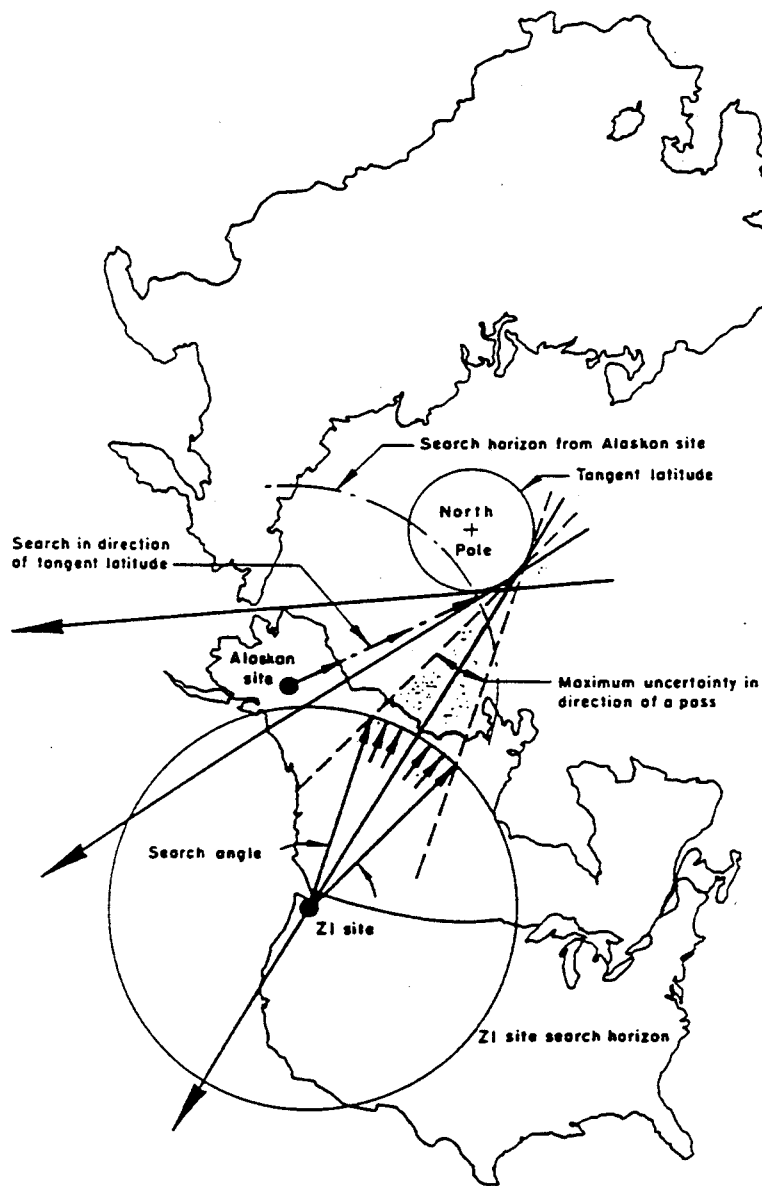 Search horizon from Alaskan site
Tangent latitude
North
Pole
Search in direction
of tangent latitude
Alaskan
site
Maximum uncertainty in
direction of a pass
Search angle
ZI site
ZI site search horizon